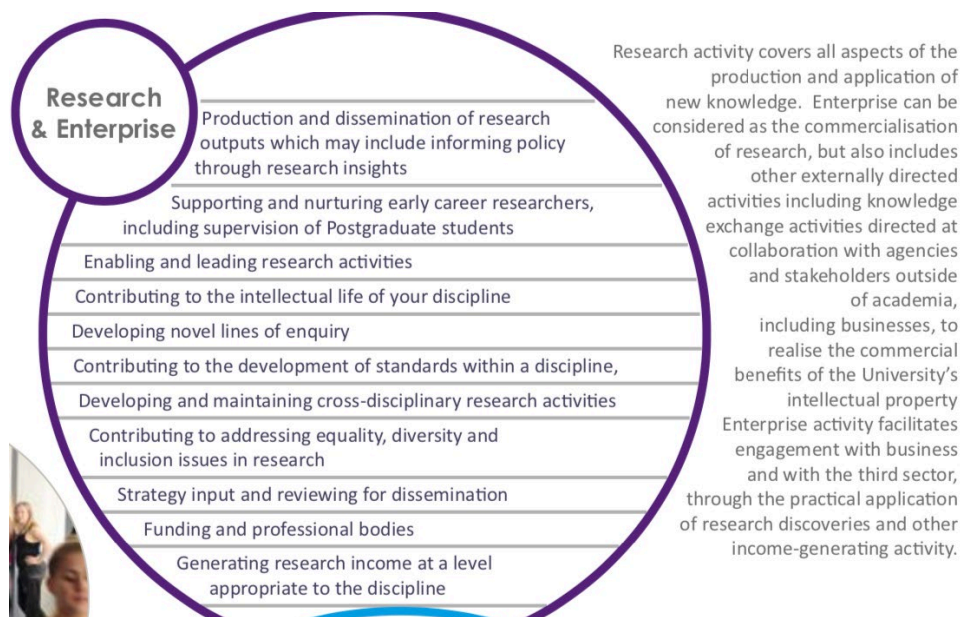 Research
& Enterprise
Production and dissemination of research
outputs which may include informing policy
through research insights
Supporting and nurturing early career researchers,
including supervision of Postgraduate students
Enabling and leading research activities
Contributing to the intellectual life of your discipline
Developing novel lines of enquiry
Contributing to the development of standards within a discipline,
Developing and maintaining cross-disciplinary research activities
Contributing to addressing equality, diversity and
inclusion issues in research
Strategy input and reviewing for dissemination
Funding and professional bodies
Generating research income at a level
appropriate to the discipline
Research activity covers all aspects of the
production and application of
new knowledge. Enterprise can be
considered as the commercialisation
of research, but also includes
other externally directed
activities including knowledge
exchange activities directed at
collaboration with agencies
and stakeholders outside
of academia,
including businesses, to
realise the commercial
benefits of the University's
intellectual property
Enterprise activity facilitates
engagement with business
and with the third sector,
through the practical application
of research discoveries and other
income-generating activity.